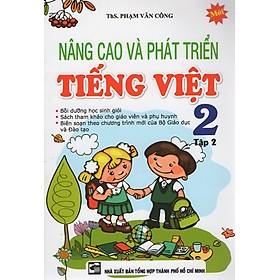 ThS. PHẠM VĂN CÔNG
Mới
NÂNG CAO VÀ PHÁT TRIỂN
TIẾNG VIỆT
• Bồi dưỡng học sinh giỏi
• Sách tham khảo cho giáo viên và phụ huynh
• Biên soạn theo chương trình mới của Bộ Giáo dục
và Đào tạo
2
Tập 2
NHÀ XUẤT BẢN TỔNG HỢP THÀNH PHỐ HỒ CHÍ MINH